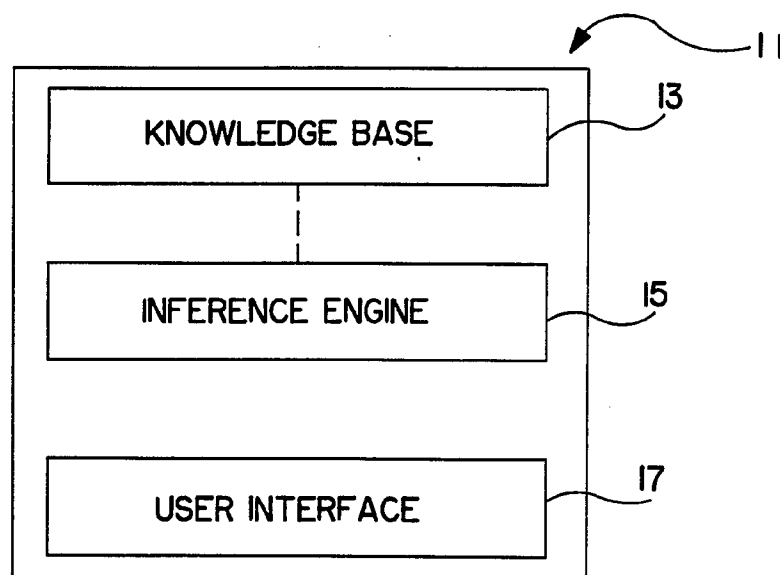 11
13
KNOWLEDGE BASE
INFERENCE ENGINE
15
17
USER INTERFACE